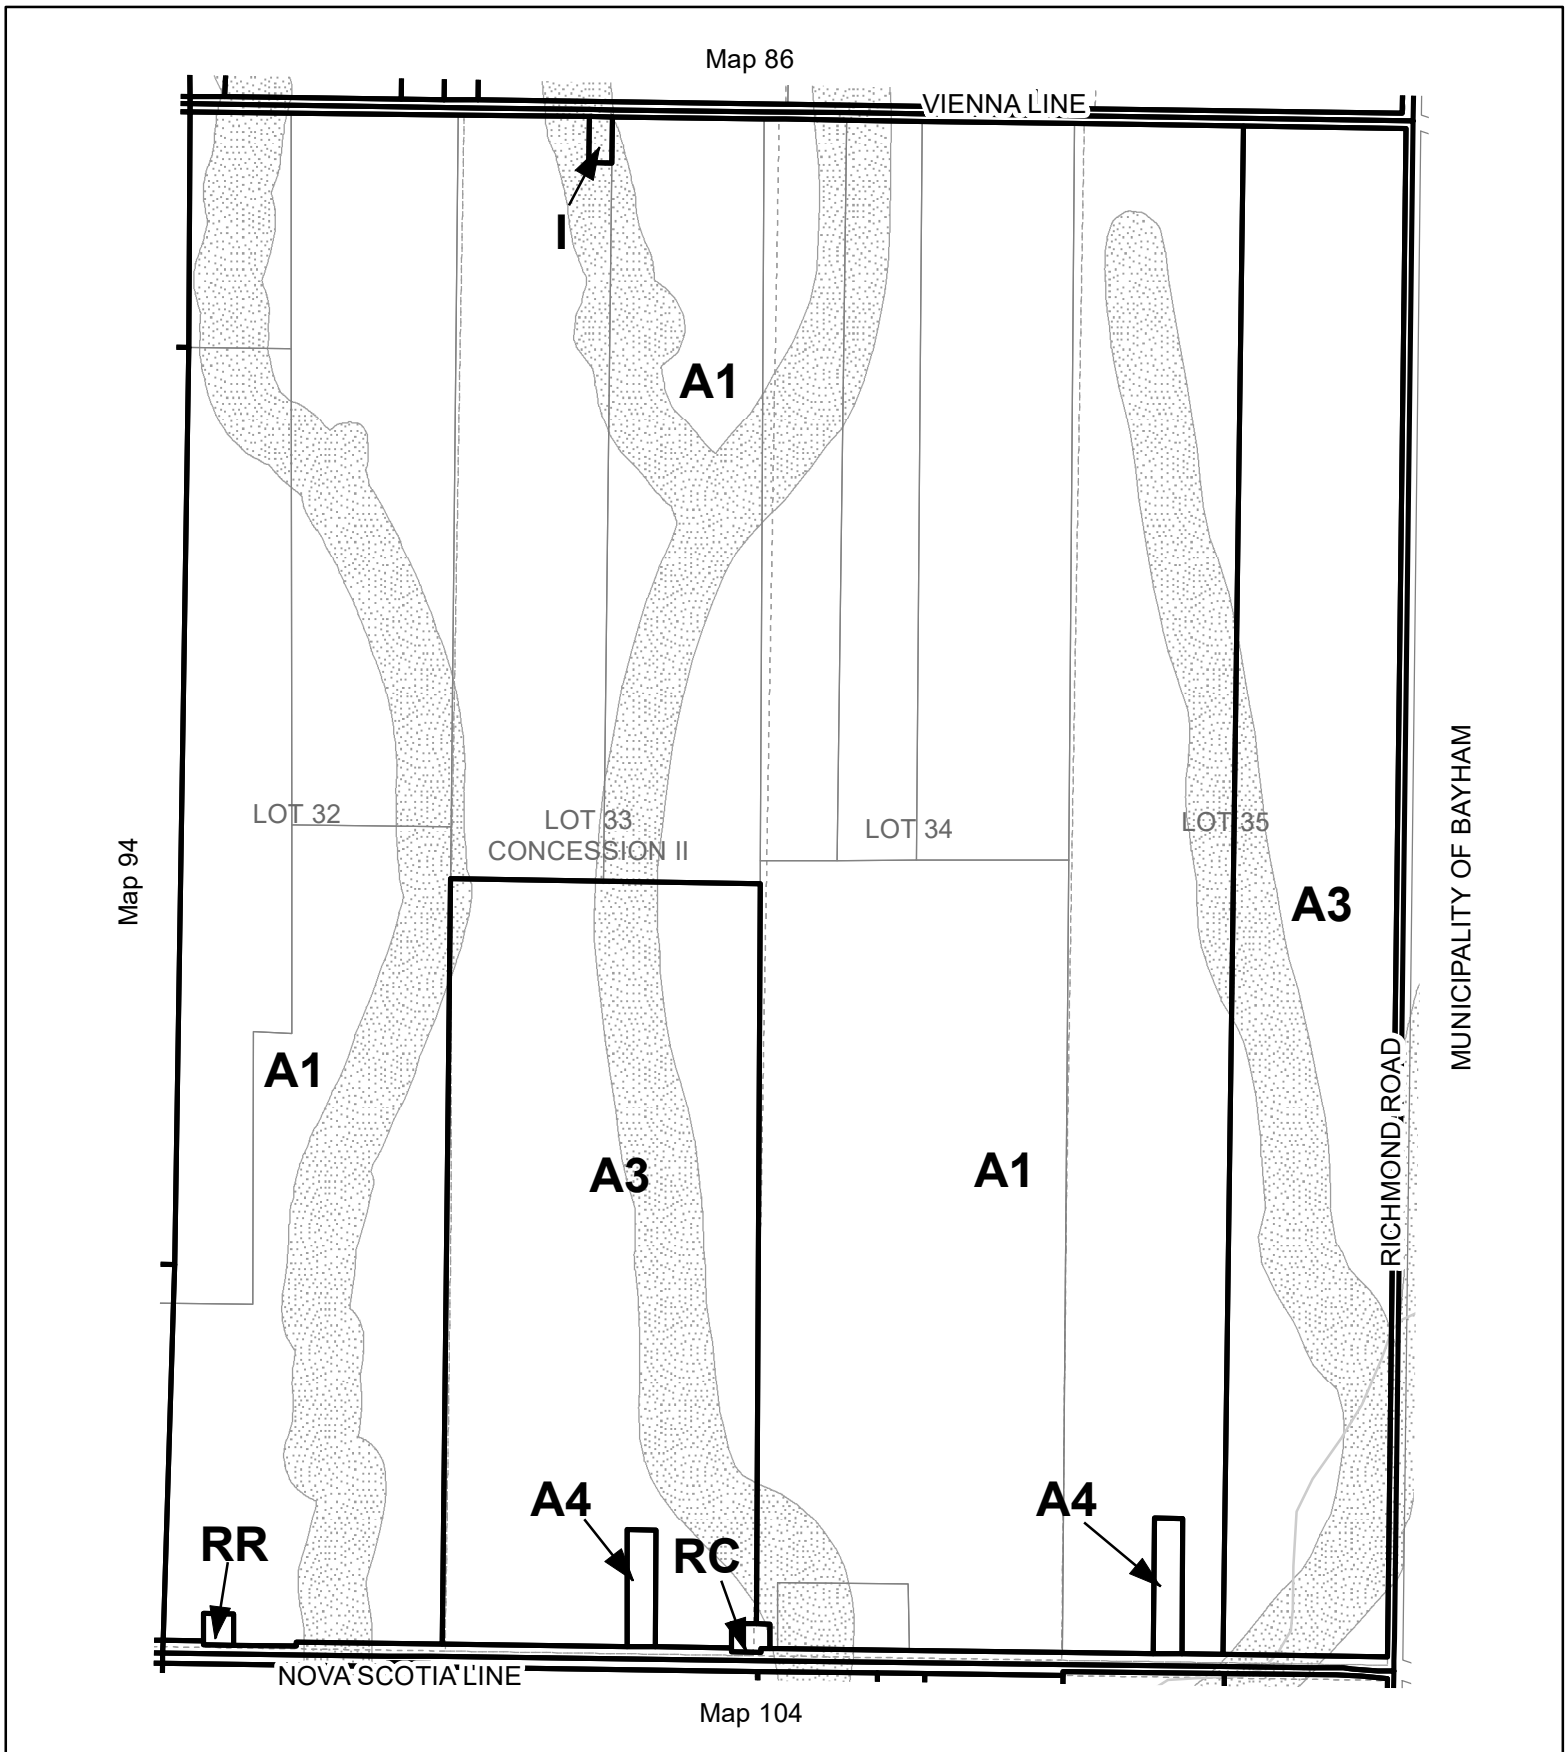 Map 86
VIENNA LINE
I
A1
LOT 32
LOT 33
CONCESSION II
LOT 34
LOT 35
Map 94
A3
MUNICIPALITY OF BAYHAM
A1
A3
A1
RICHMOND ROAD
A4
A4
RR
RC
NOVA SCOTIA LINE
Map 104